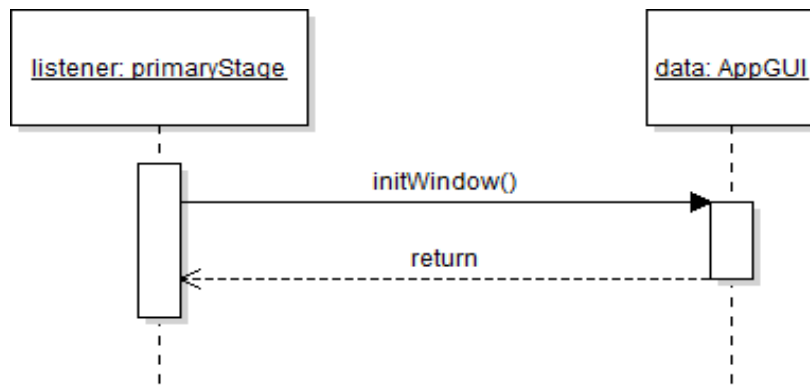 listener: primaryStage
data: AppGUI
initWindow()
return